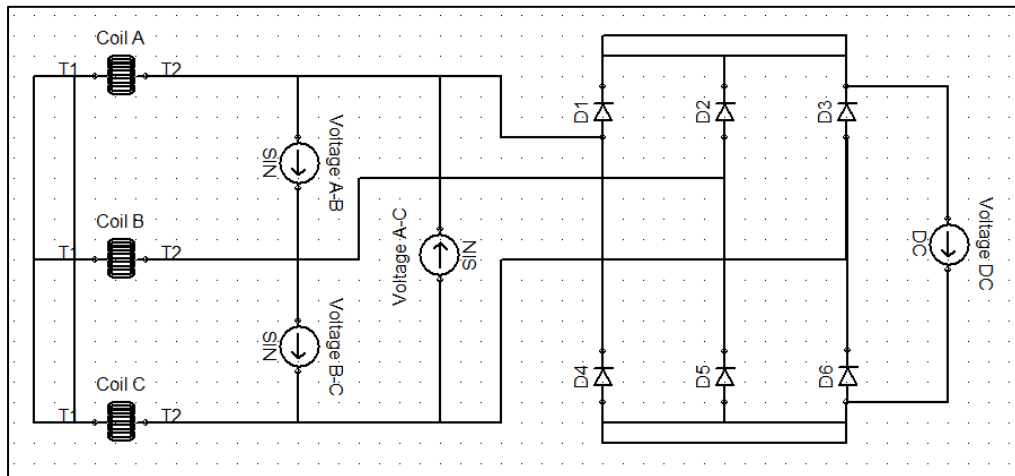 Coil A
T1
T2
SIN
Voltage A-B
Coil B
T1
T2
Voltage A-C
SIN
SIN
Voltage B-C
Coil C
T1
T2
D1
D2
D3
D4
D5
D6
DC
Voltage DC